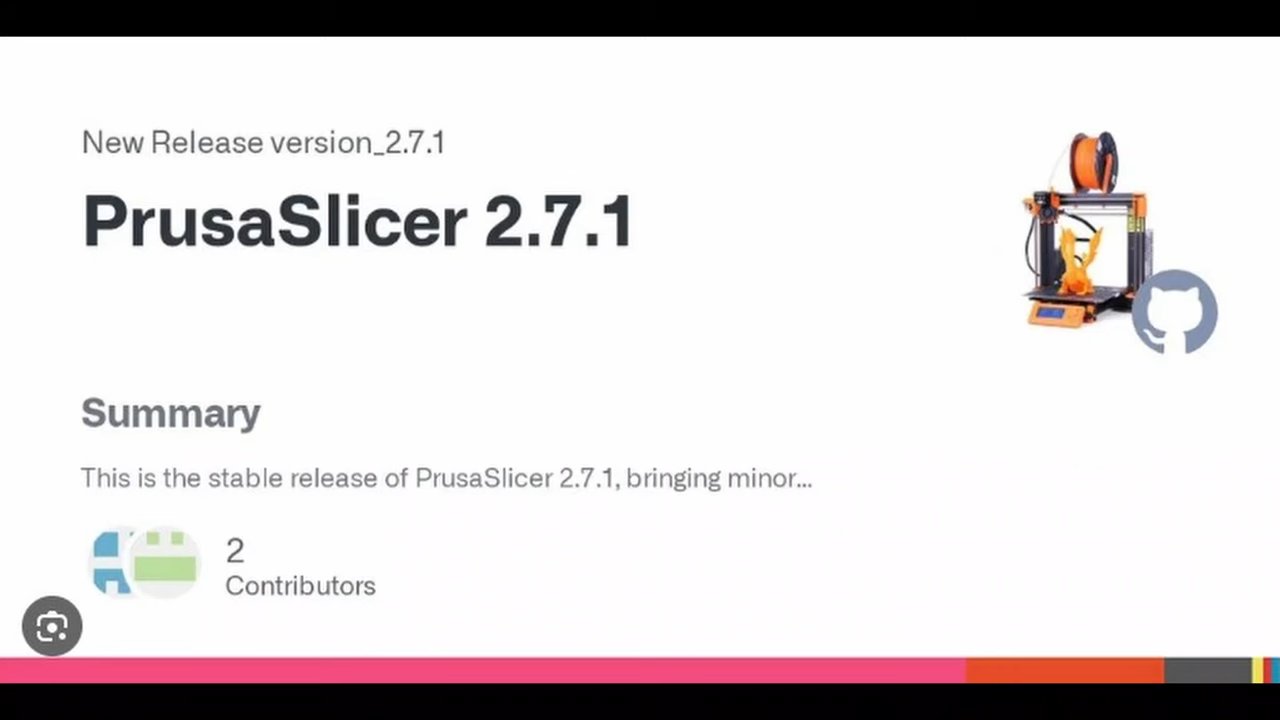 New Release version_2.7.1
PrusaSlicer 2.7.1
Summary
This is the stable release of PrusaSlicer 2.7.1, bringing minor...
2
Contributors